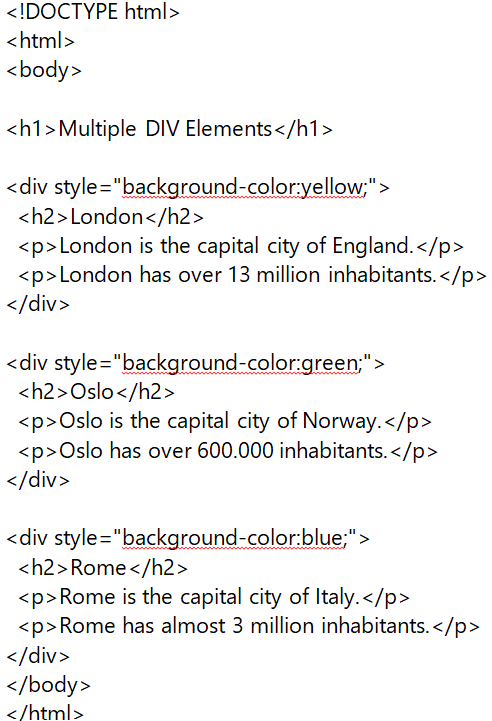 <!DOCTYPE html>
<html>
<body>

<h1>Multiple DIV Elements</h1>

<div style="background-color:yellow;">
  <h2>London</h2>
  <p>London is the capital city of England.</p>
  <p>London has over 13 million inhabitants.</p>
</div>

<div style="background-color:green;">
  <h2>Oslo</h2>
  <p>Oslo is the capital city of Norway.</p>
  <p>Oslo has over 600.000 inhabitants.</p>
</div>

<div style="background-color:blue;">
  <h2>Rome</h2>
  <p>Rome is the capital city of Italy.</p>
  <p>Rome has almost 3 million inhabitants.</p>
</div>
</body>
</html>